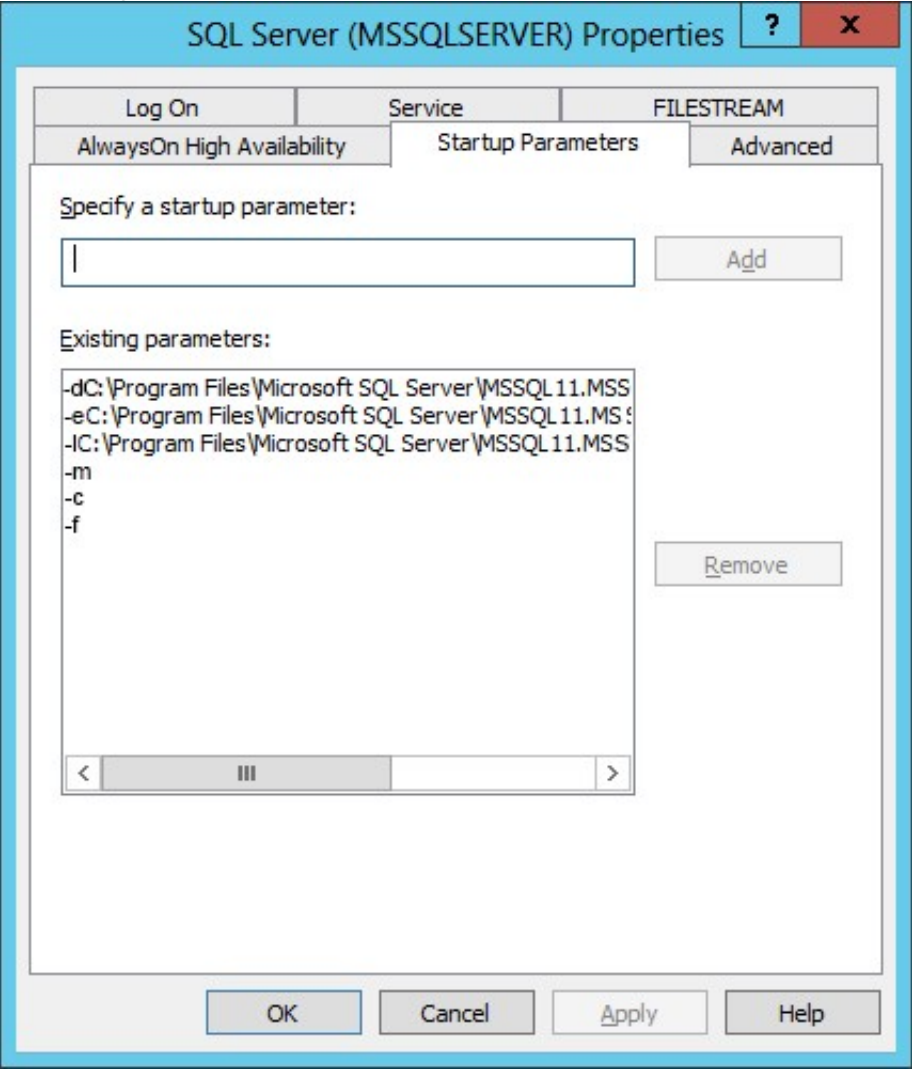 SQL Server (MSSQLSERVER) Properties ? x
Log On Service FILESTREAM
AlwaysOn High Availability Startup Parameters Advanced
Specify a startup parameter:
Add
Existing parameters:
-dC:\Program Files\Microsoft SQL Server\MSSQL11.MSS
-eC:\Program Files\Microsoft SQL Server\MSSQL11.MS
-lC:\Program Files\Microsoft SQL Server\MSSQL11.MSS
-m
-c
-f
Remove
OK Cancel Apply Help